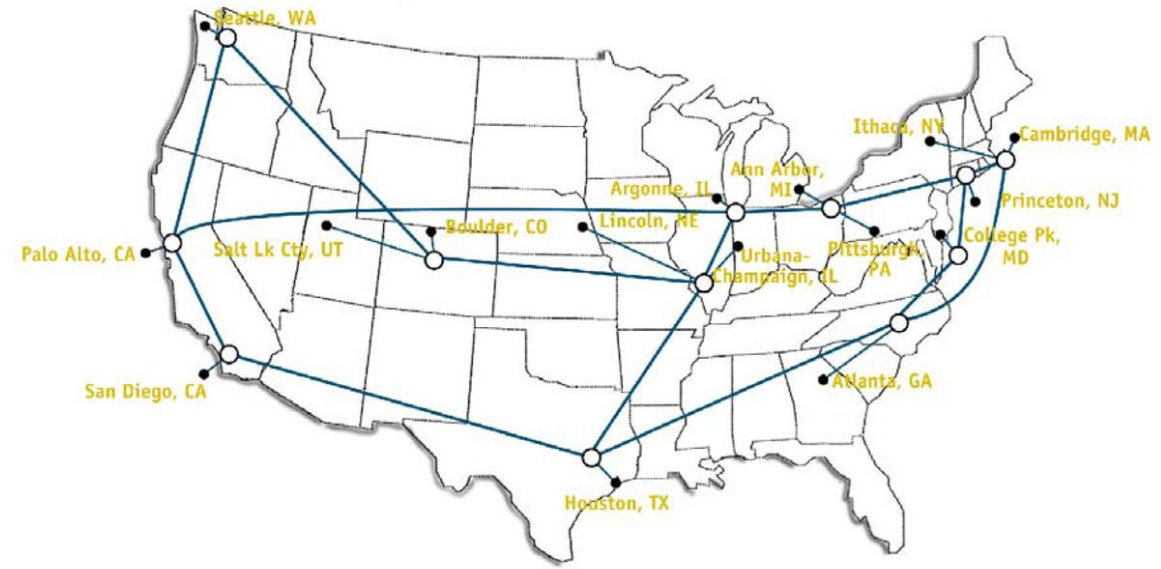 Seattle, WA
Ithaca, NY
Cambridge, MA
Ann Arbor,
MI
Argonne, IL
Princeton, NJ
Lincoln, NE
Boulder, CO
Salt Lk Cty, UT
Palo Alto, CA
Pittsburgh,
PA
College Pk,
MD
Urbana-
Champaign, IL
San Diego, CA
Atlanta, GA
Houston, TX